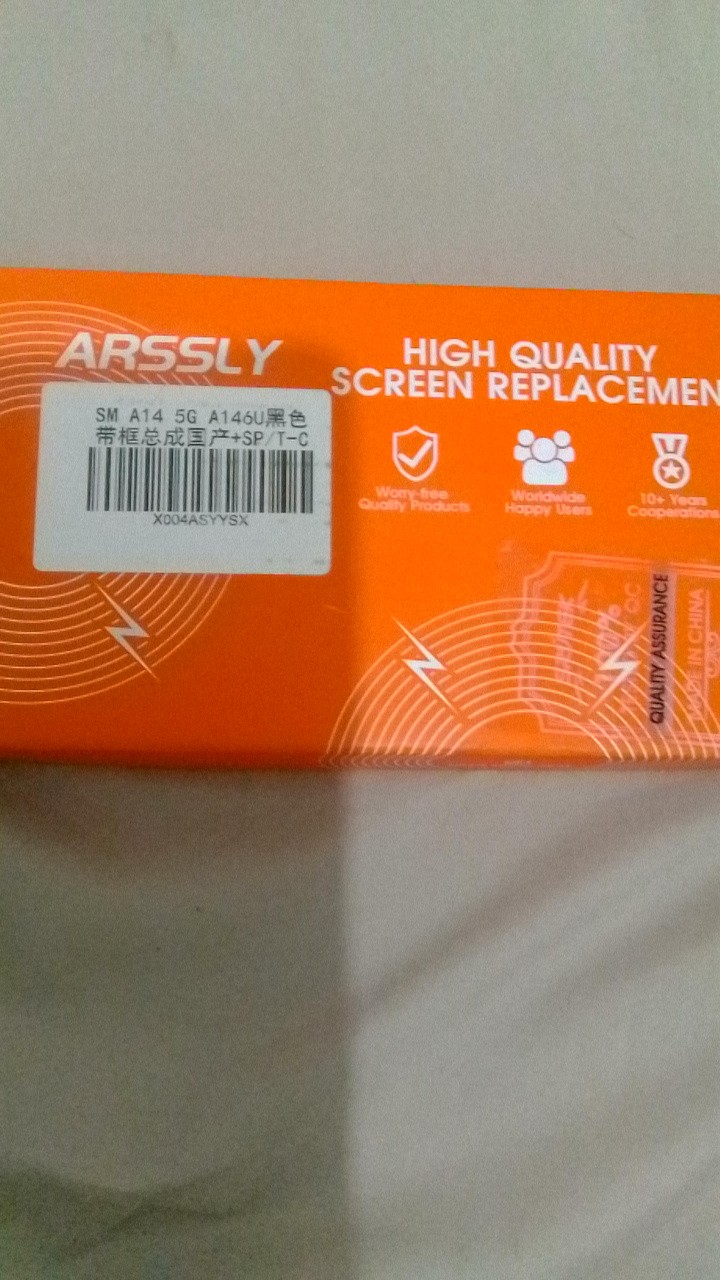 ARSSLY
SM A14 5G A146U黑色
带框总成国产+SP/T-C
X004ASYYSX
HIGH QUALITY
SCREEN REPLACEMEN
Worry-free
Quality Products
Worldwide
Happy Users
10+ Years
Cooperations
QC
QUALITY ASSURANCE
IN CHINA